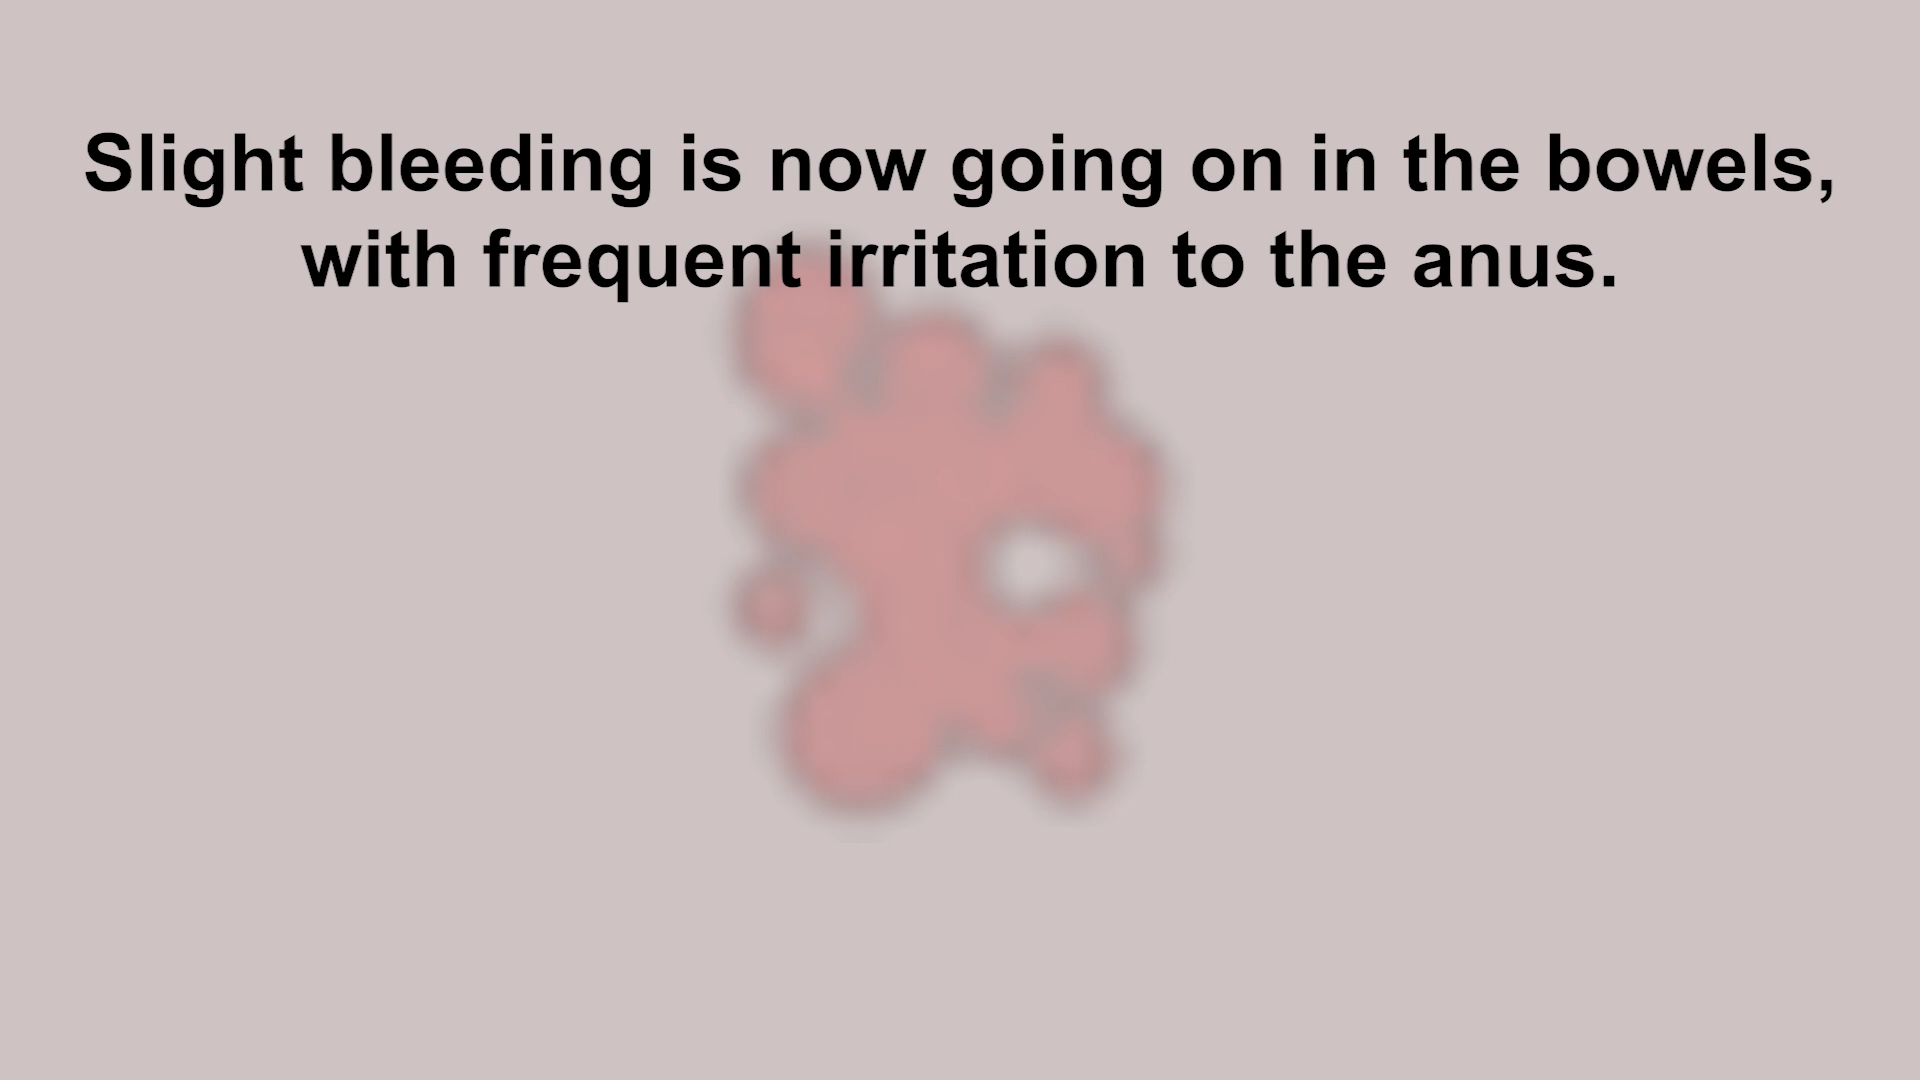 Slight bleeding is now going on in the bowels,
with frequent irritation to the anus.